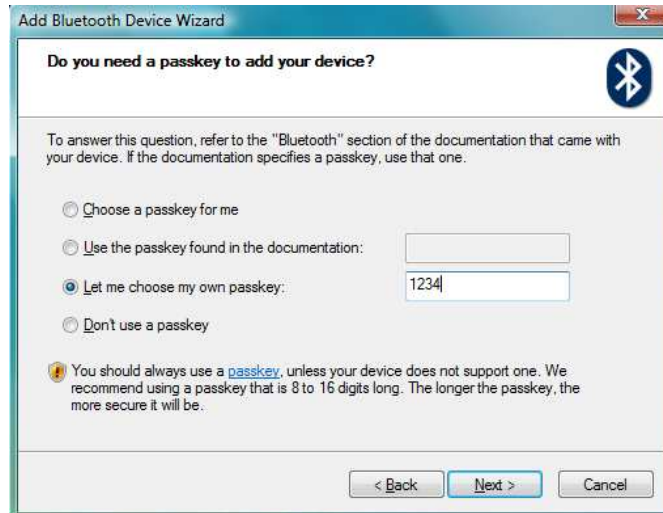 Add Bluetooth Device Wizard
Do you need a passkey to add your device?
To answer this question, refer to the "Bluetooth" section of the documentation that came with
your device. If the documentation specifies a passkey, use that one.
Choose a passkey for me
Use the passkey found in the documentation:
Let me choose my own passkey: 1234
Don't use a passkey
You should always use a passkey, unless your device does not support one. We
recommend using a passkey that is 8 to 16 digits long. The longer the passkey, the
more secure it will be.
< Back Next > Cancel